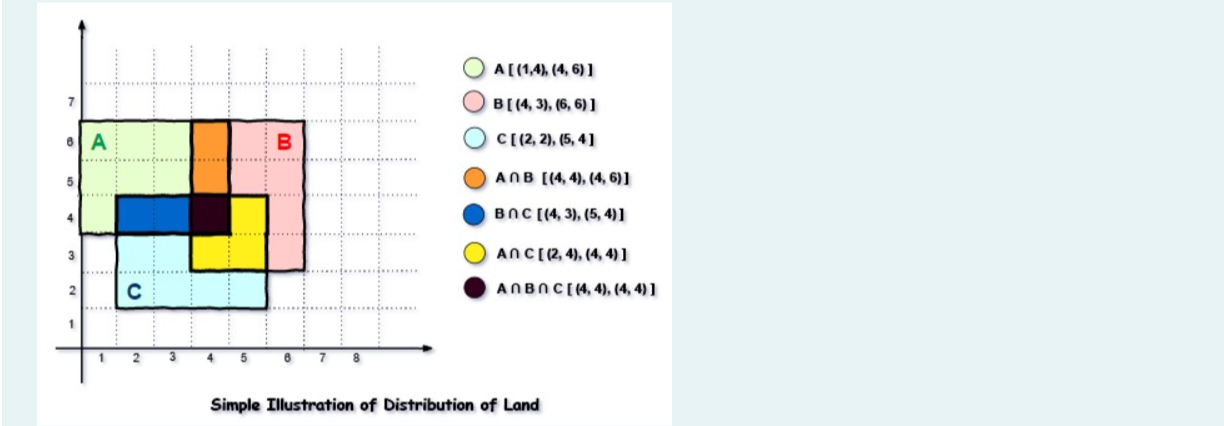 7
6
5
4
3
2
1
A
B
C
1 2 3 4 5 6 7 8
A [ (1,4), (4, 6) ]
B [ (4, 3), (6, 6) ]
C [ (2, 2), (5, 4 ]
A ∩ B [(4, 4), (4, 6)]
B ∩ C [(4, 3), (5, 4)]
A ∩ C [ (2, 4), (4, 4) ]
A ∩ B ∩ C [ (4, 4), (4, 4) ]
Simple Illustration of Distribution of Land